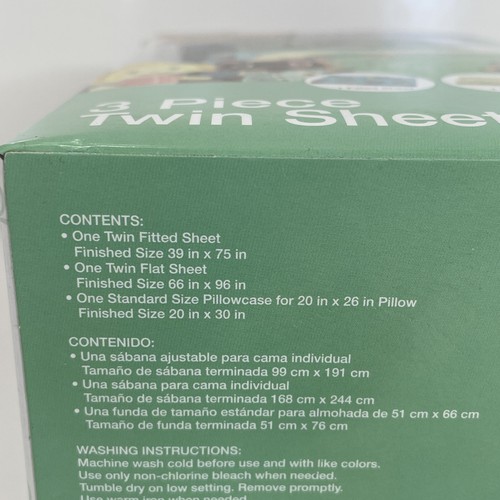 3 Piece
Twin Sheet
CONTENTS:
• One Twin Fitted Sheet
Finished Size 39 in x 75 in
• One Twin Flat Sheet
Finished Size 66 in x 96 in
• One Standard Size Pillowcase for 20 in x 26 in Pillow
Finished Size 20 in x 30 in
CONTENIDO:
• Una sábana ajustable para cama individual
Tamaño de sábana terminada 99 cm x 191 cm
• Una sábana para cama individual
Tamaño de sábana terminada 168 cm x 244 cm
• Una funda de tamaño estándar para almohada de 51 cm x 66 cm
Tamaño de funda terminada 51 cm x 76 cm
WASHING INSTRUCTIONS:
Machine wash cold before use and with like colors.
Use only non-chlorine bleach when needed.
Tumble dry on low setting. Remove promptly.
Use warm iron when needed.